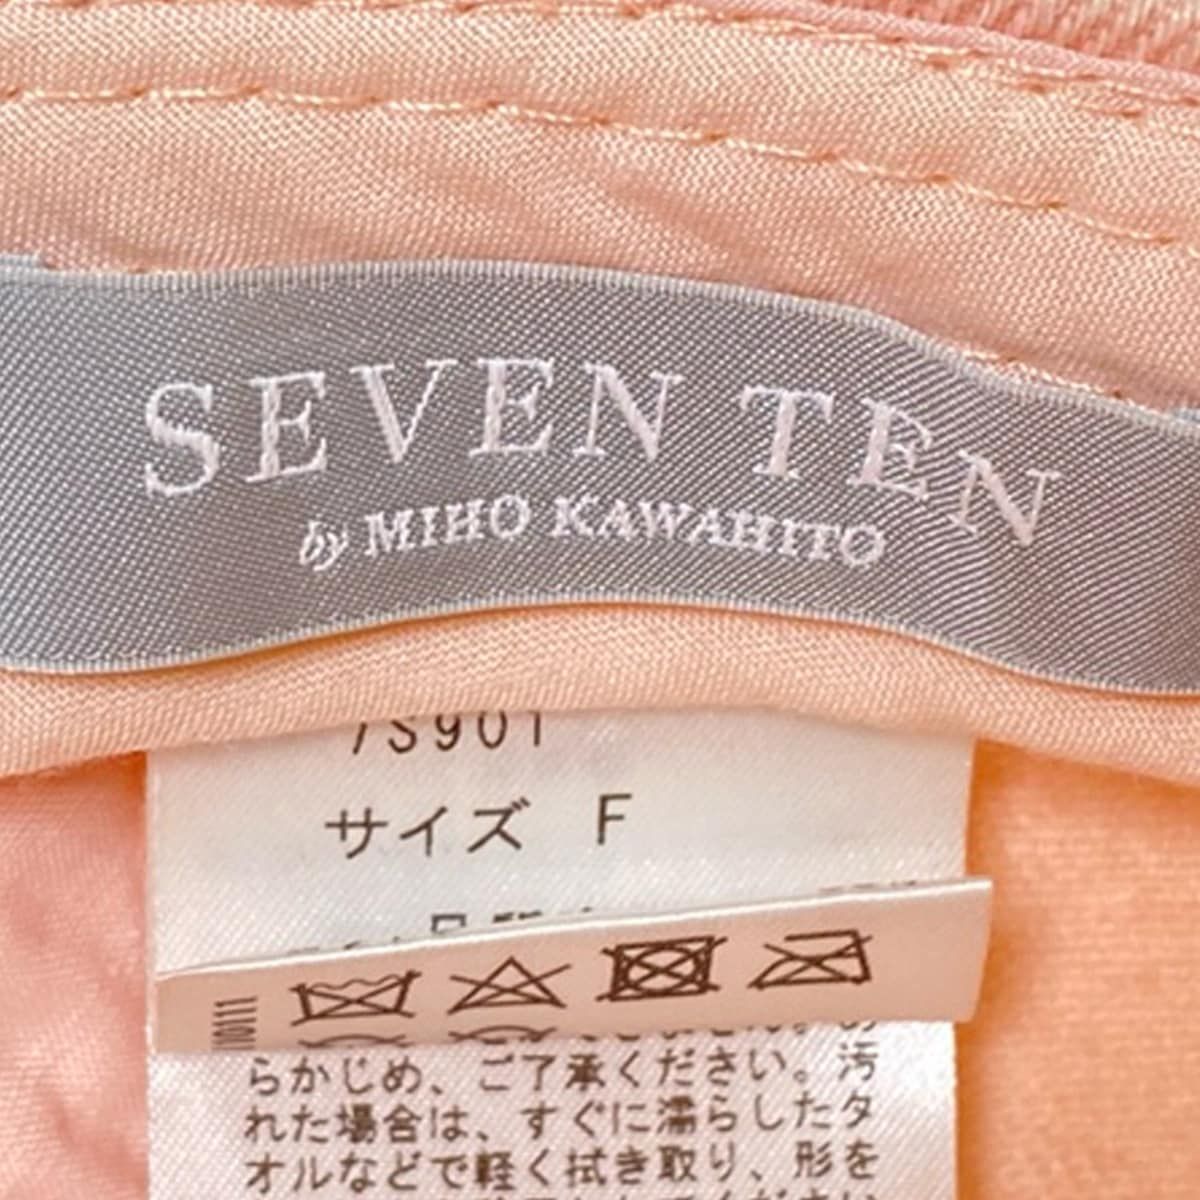 SEVEN TEN
by MIHO KAWAHITO
7S901
サイズ F
110111
らかじめ、ご了承ください。汚
れた場合は、すぐに濡らしたタ
オルなどで軽く拭き取り、形を